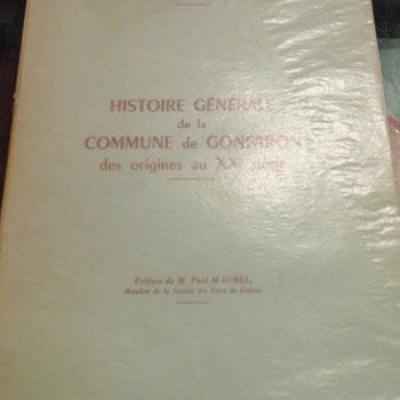 HISTOIRE GÉNÉRALE
de la
COMMUNE de GONFARON
des origines au XXe siècle
Préface de M. Paul MAUREL,
Membre de la Société des Gens de Lettres